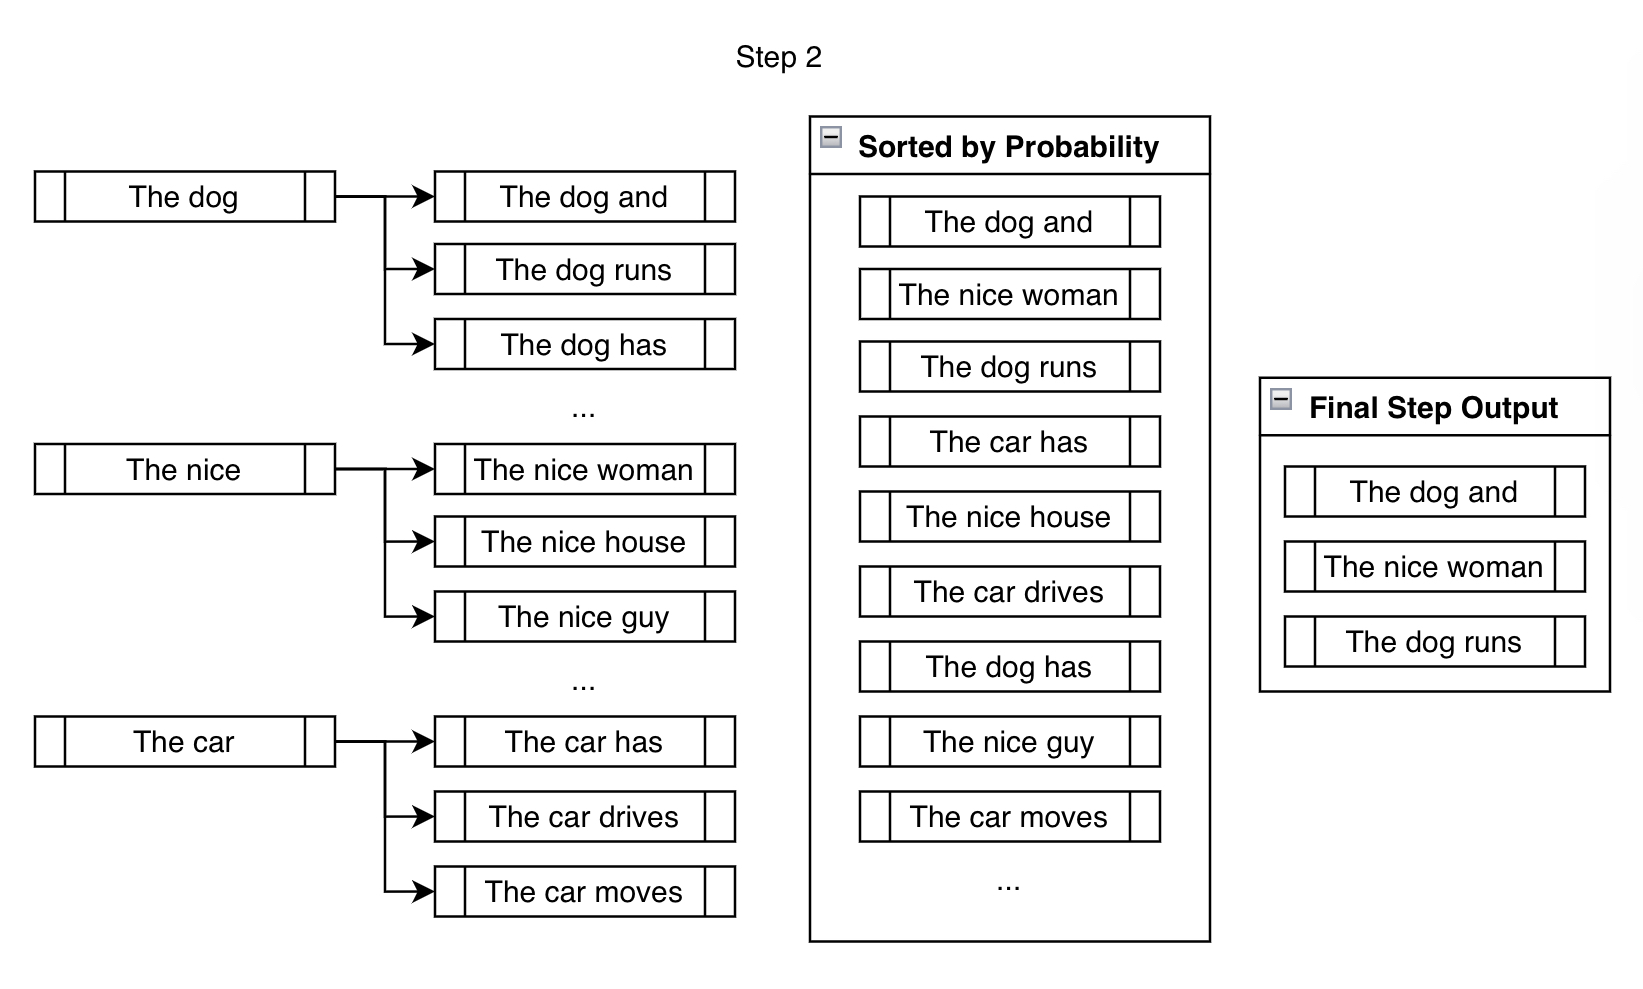 Step 2
The dog
The dog and
The dog runs
The dog has
...
The nice
The nice woman
The nice house
The nice guy
...
The car
The car has
The car drives
The car moves
Sorted by Probability
The dog and
The nice woman
The dog runs
The car has
The nice house
The car drives
The dog has
The nice guy
The car moves
...
Final Step Output
The dog and
The nice woman
The dog runs